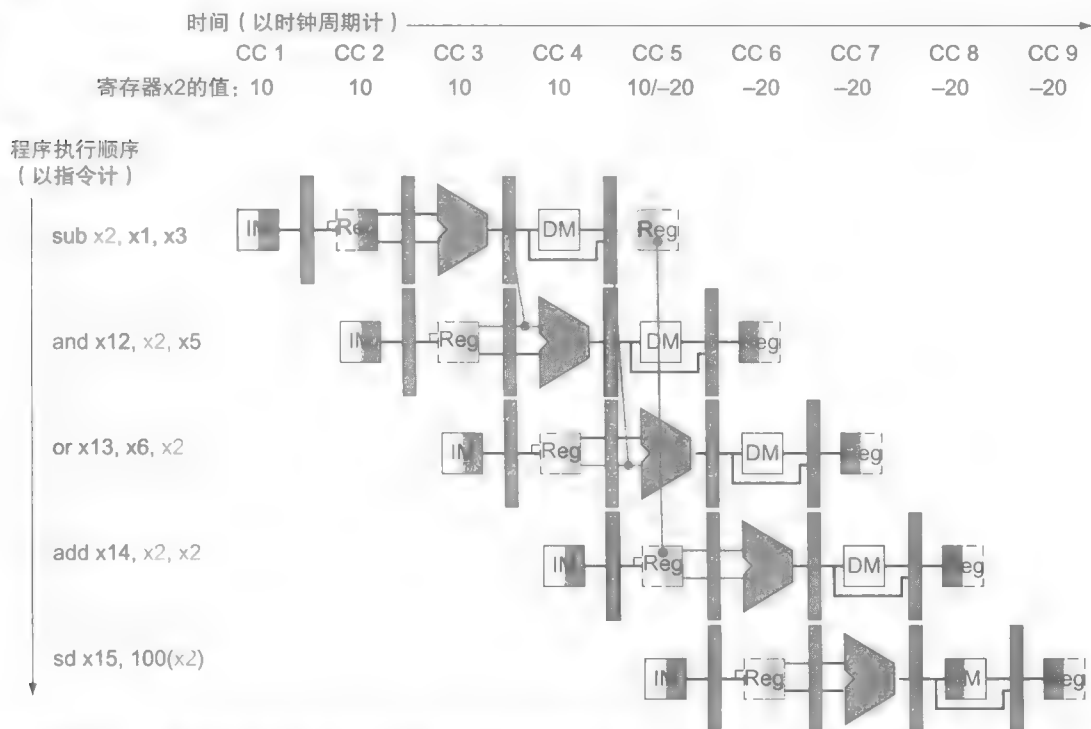 时间（以时钟周期计）
CC 1 CC 2 CC 3 CC 4 CC 5 CC 6 CC 7 CC 8 CC 9
寄存器x2的值： 10 10 10 10 10/–20 –20 –20 –20 –20
程序执行顺序
（以指令计）
sub x2, x1, x3
IM Reg DM Reg
and x12, x2, x5
IM Reg DM Reg
or x13, x6, x2
IM Reg DM Reg
add x14, x2, x2
IM Reg DM Reg
sd x15, 100(x2)
IM Reg DM Reg